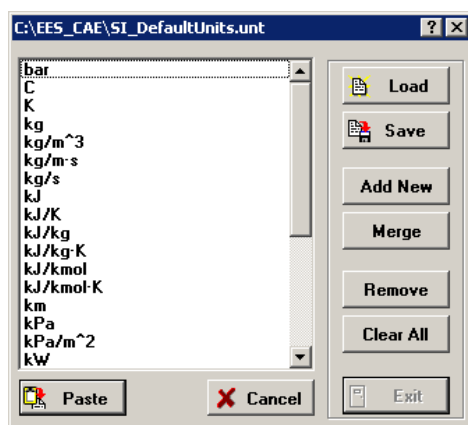 C:\EES_CAE\SI_DefaultUnits.unt
bar
C
K
kg
kg/m^3
kg/m·s
kg/s
kJ
kJ/K
kJ/kg
kJ/kg·K
kJ/kmol
kJ/kmol·K
km
kPa
kPa/m^2
kW
Load
Save
Add New
Merge
Remove
Clear All
Paste
Cancel
Exit